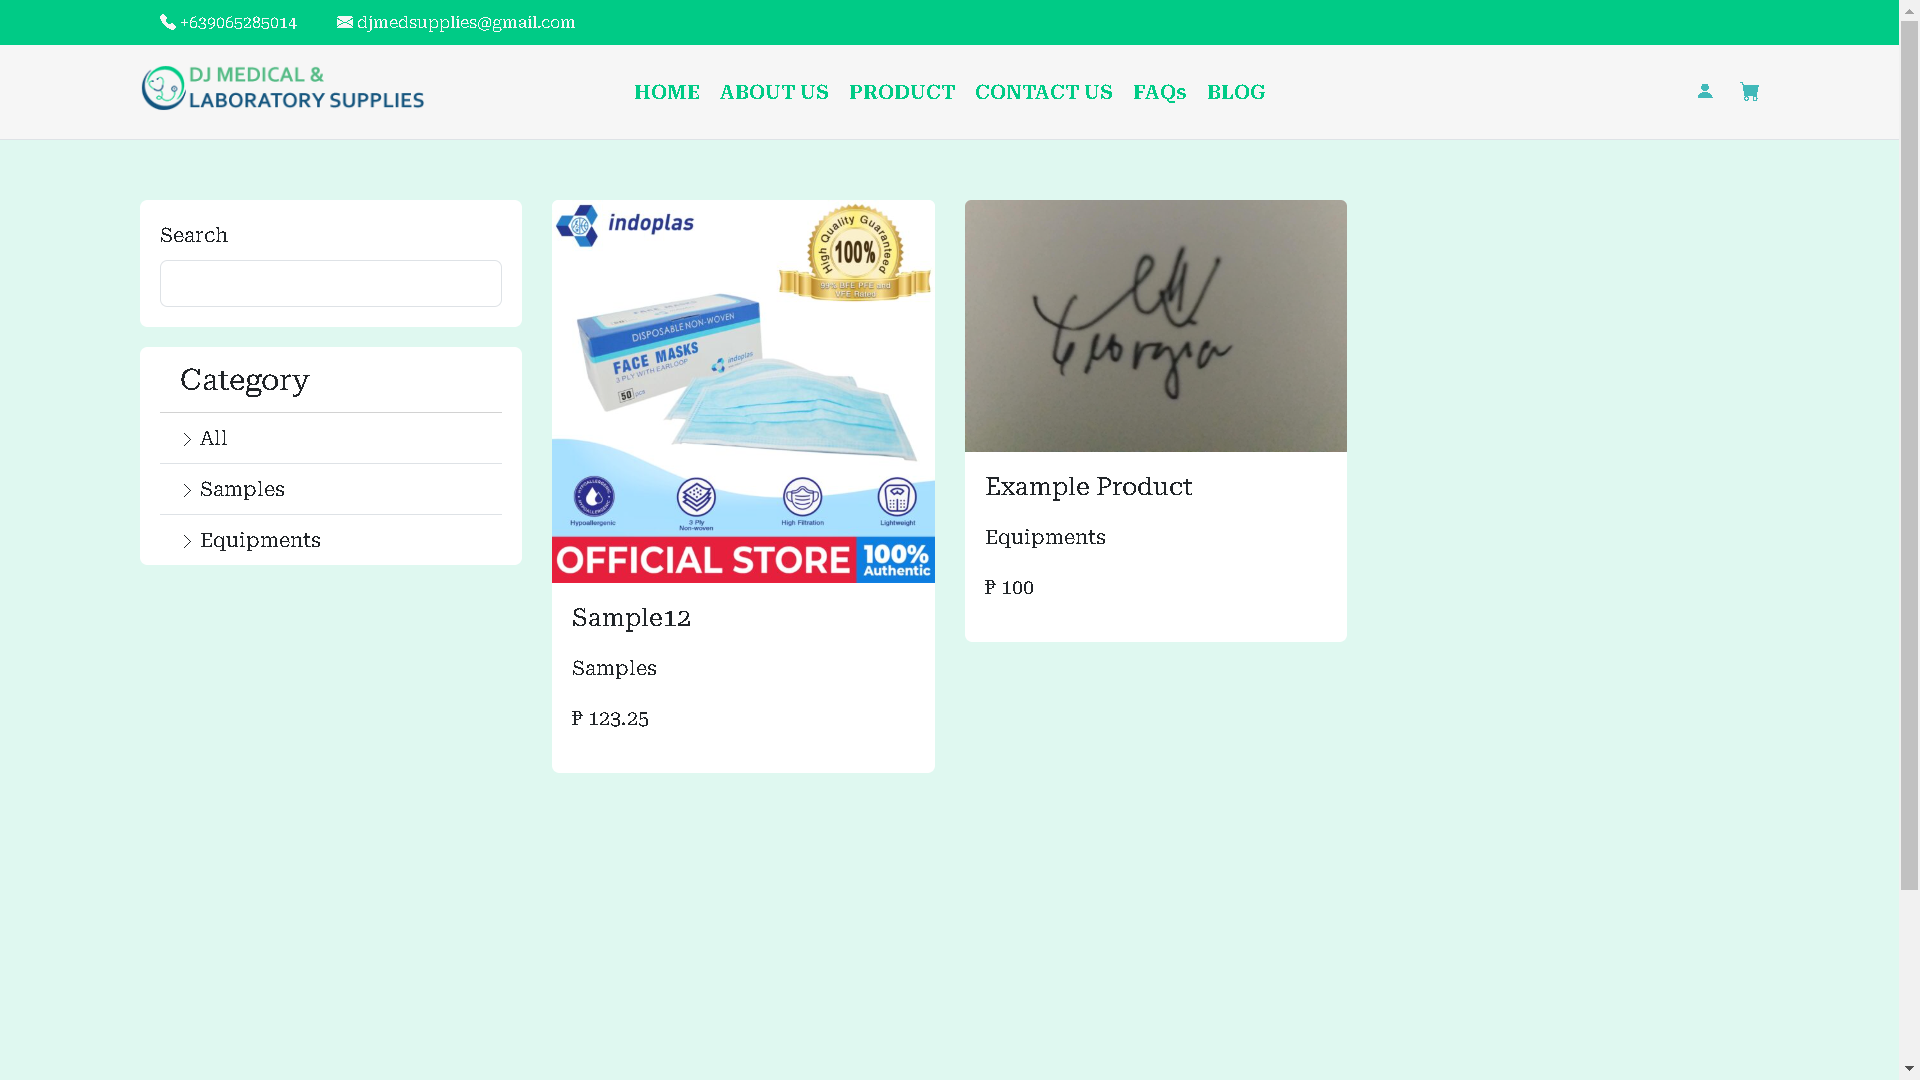 +639065285014
djmedsupplies@gmail.com
DJ MEDICAL &
LABORATORY SUPPLIES
HOME
ABOUT US
PRODUCT
CONTACT US
FAQs
BLOG
Search
Category
All
Samples
Equipments
indoplas
High Quality Guaranteed
100%
99% BFE PFE and
VFE Rated
DISPOSABLE NON-WOVEN
FACE MASKS
3 PLY WITH EARLOOP
indoplas
50 pcs
Hypoallergenic
3 Ply
Non-woven
High Filtration
Lightweight
OFFICIAL STORE
100%
Authentic
Sample12
Samples
₱ 123.25
Georgia
Example Product
Equipments
₱ 100